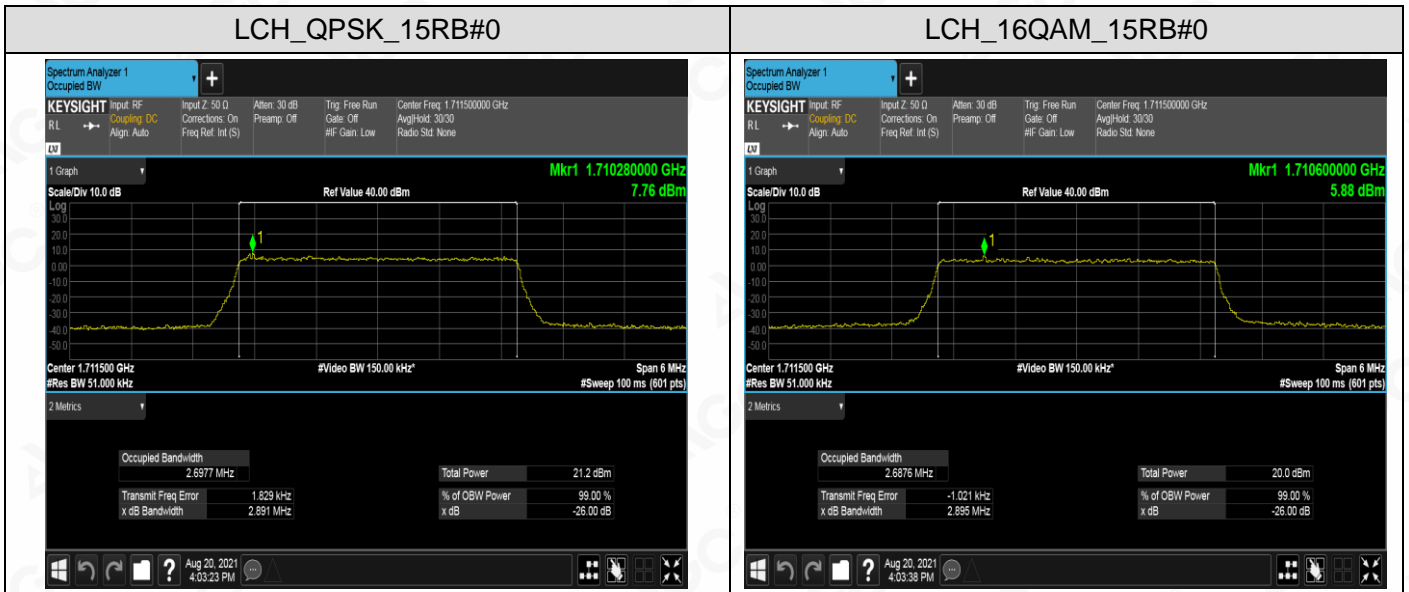 LCH_QPSK_15RB#0
Spectrum Analyzer 1
Occupied BW
KEYSIGHT
RL
LXI
Input: RF
Coupling: DC
Align: Auto
Input Z: 50 Ω
Corrections: On
Freq Ref: Int (S)
Atten: 30 dB
Preamp: Off
Trig: Free Run
Gate: Off
#IF Gain: Low
Center Freq: 1.711500000 GHz
Avg|Hold: 30/30
Radio Std: None
1 Graph
Mkr1 1.710280000 GHz
Scale/Div 10.0 dB
Ref Value 40.00 dBm
7.76 dBm
Log
30.0
20.0
10.0
0.00
-10.0
-20.0
-30.0
-40.0
-50.0
1
Center 1.711500 GHz
#Video BW 150.00 kHz*
Span 6 MHz
#Res BW 51.000 kHz
#Sweep 100 ms (601 pts)
2 Metrics
Occupied Bandwidth
2.6977 MHz
Total Power 21.2 dBm
Transmit Freq Error 1.829 kHz
% of OBW Power 99.00 %
x dB Bandwidth 2.891 MHz
x dB -26.00 dB
?
Aug 20, 2021
4:03:23 PM
LCH_16QAM_15RB#0
Spectrum Analyzer 1
Occupied BW
KEYSIGHT
RL
LXI
Input: RF
Coupling: DC
Align: Auto
Input Z: 50 Ω
Corrections: On
Freq Ref: Int (S)
Atten: 30 dB
Preamp: Off
Trig: Free Run
Gate: Off
#IF Gain: Low
Center Freq: 1.711500000 GHz
Avg|Hold: 30/30
Radio Std: None
1 Graph
Mkr1 1.710600000 GHz
Scale/Div 10.0 dB
Ref Value 40.00 dBm
5.88 dBm
Log
30.0
20.0
10.0
0.00
-10.0
-20.0
-30.0
-40.0
-50.0
1
Center 1.711500 GHz
#Video BW 150.00 kHz*
Span 6 MHz
#Res BW 51.000 kHz
#Sweep 100 ms (601 pts)
2 Metrics
Occupied Bandwidth
2.6876 MHz
Total Power 20.0 dBm
Transmit Freq Error -1.021 kHz
% of OBW Power 99.00 %
x dB Bandwidth 2.895 MHz
x dB -26.00 dB
?
Aug 20, 2021
4:03:38 PM